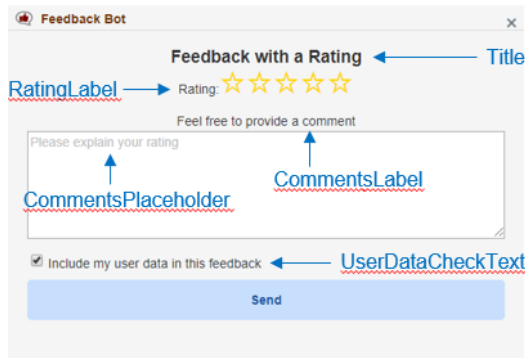 Feedback Bot
×
Feedback with a Rating
Title
RatingLabel
Rating:
Feel free to provide a comment
Please explain your rating
CommentsPlaceholder
CommentsLabel
Include my user data in this feedback
UserDataCheckText
Send